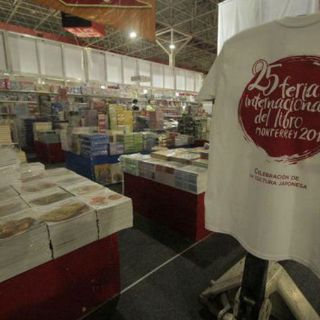 25 feria
internacional
del libro
MONTERREY 201
CELEBRACIÓN DE
LA CULTURA JAPONESA